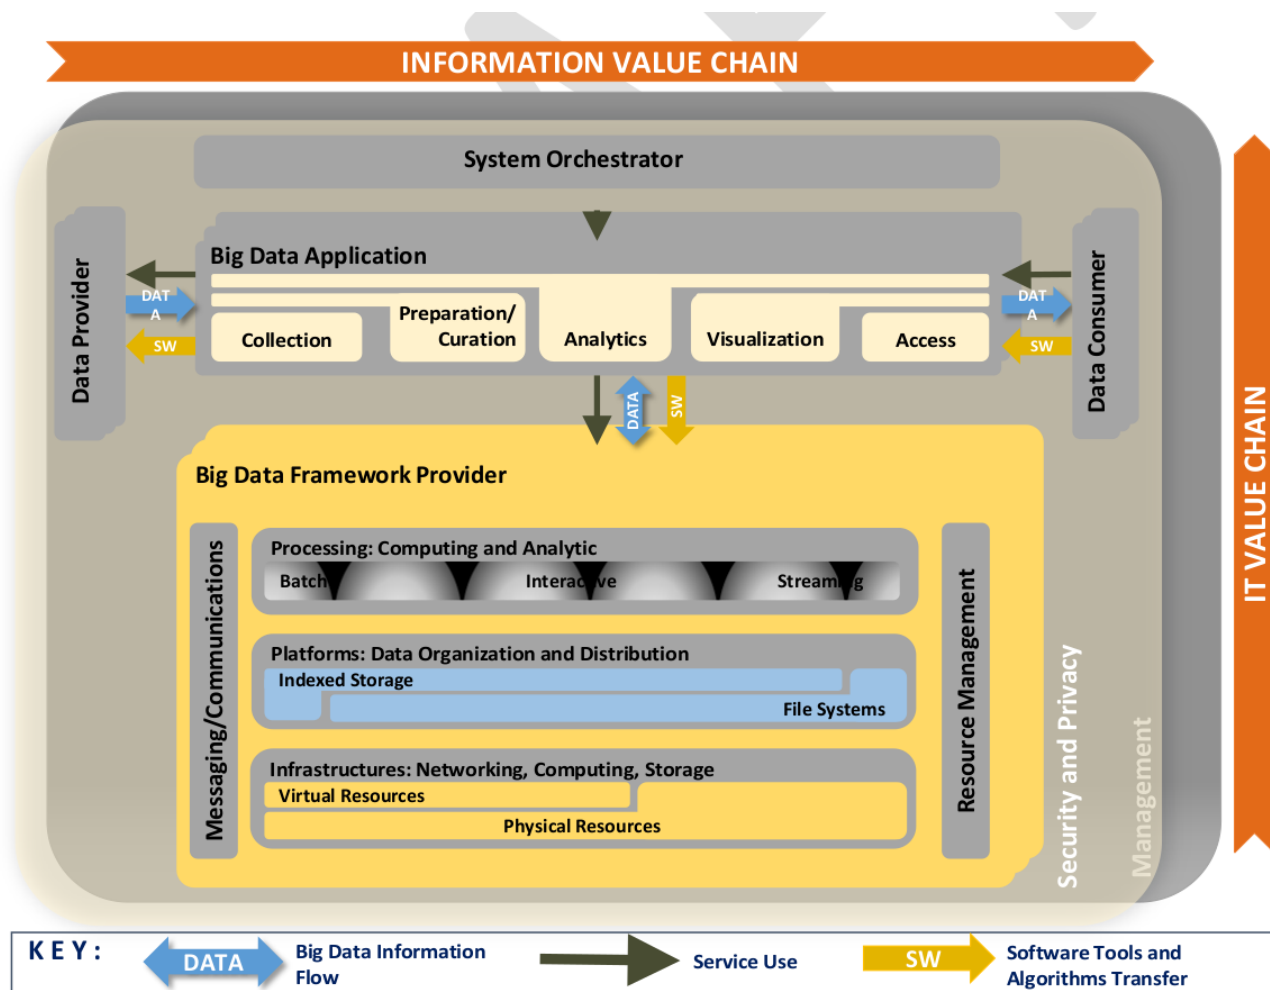 INFORMATION VALUE CHAIN
System Orchestrator
Big Data Application
Data Provider
DAT
A
SW
Collection
Preparation/
Curation
Analytics
Visualization
Access
DAT
A
SW
Data Consumer
DATA
SW
Big Data Framework Provider
Messaging/Communications
Processing: Computing and Analytic
Batch
Interactive
Streaming
Platforms: Data Organization and Distribution
Indexed Storage
File Systems
Infrastructures: Networking, Computing, Storage
Virtual Resources
Physical Resources
Resource Management
Security and Privacy
Management
IT VALUE CHAIN
KEY:
DATA
Big Data Information
Flow
Service Use
SW
Software Tools and
Algorithms Transfer